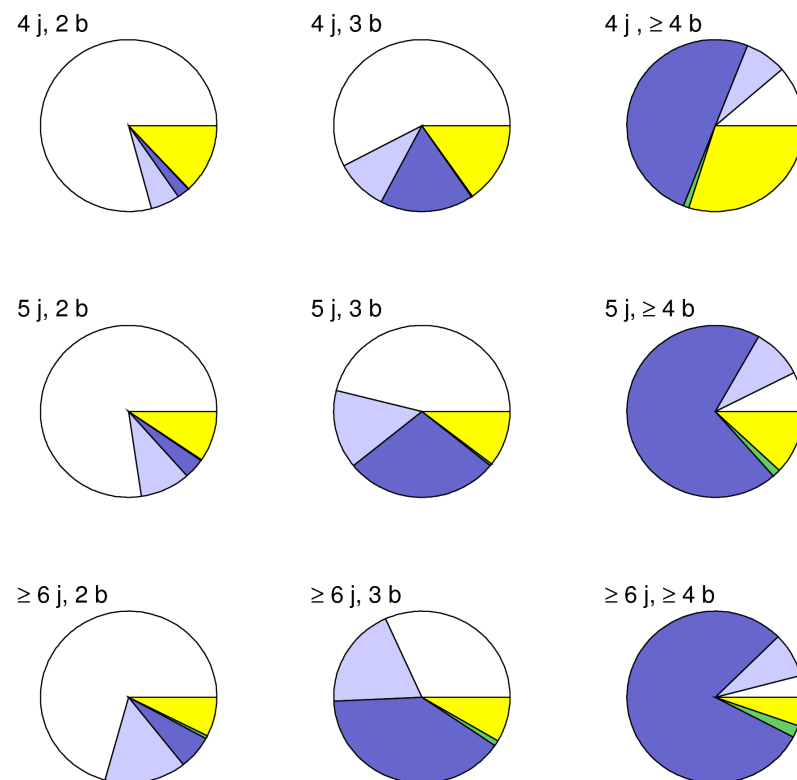 4 j, 2 b
4 j, 3 b
4 j , ≥ 4 b
5 j, 2 b
5 j, 3 b
5 j, ≥ 4 b
≥ 6 j, 2 b
≥ 6 j, 3 b
≥ 6 j, ≥ 4 b